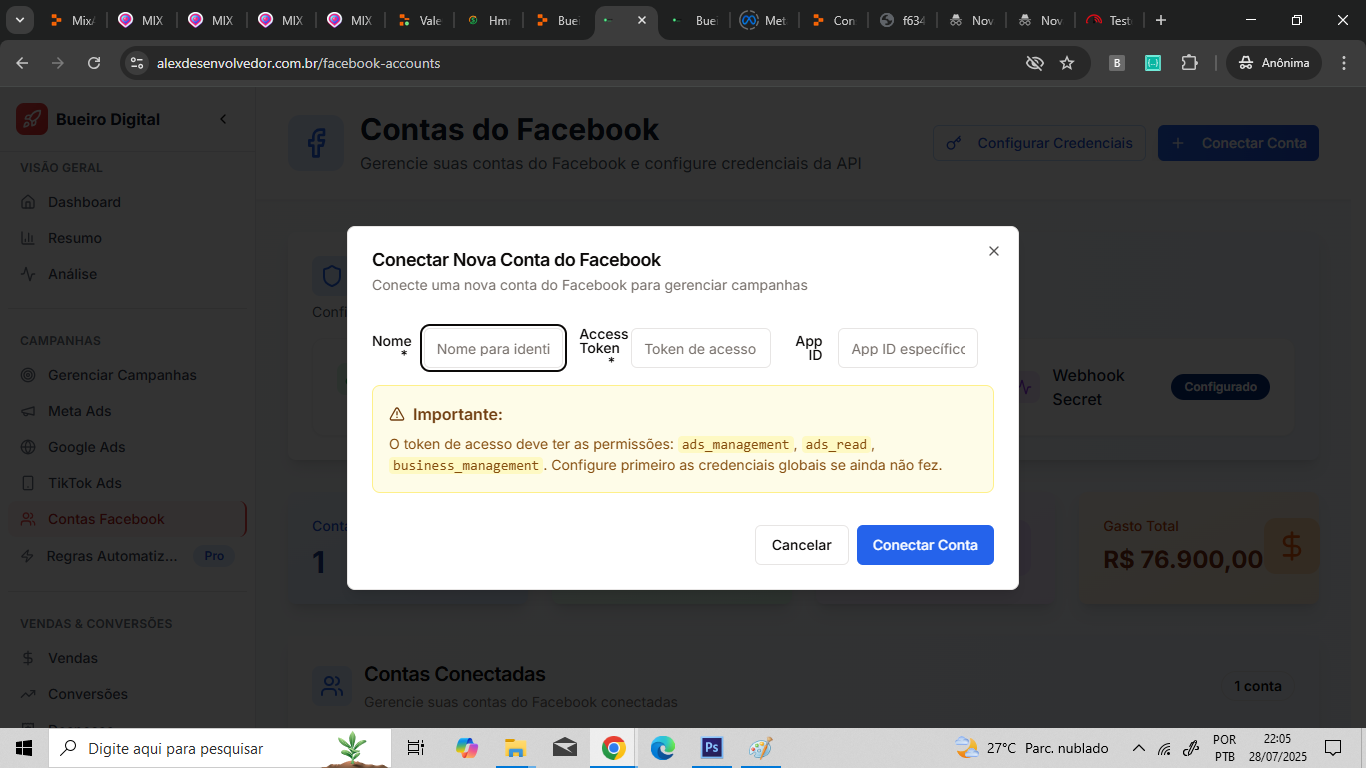 MixA
MIX
MIX
MIX
MIX
Vale
Hmr
Buei
Buei
Met
Con
f634
Nov
Nov
Test
alexdesenvolvedor.com.br/facebook-accounts
Anônima
Bueiro Digital
VISÃO GERAL
Dashboard
Resumo
Análise
CAMPANHAS
Gerenciar Campanhas
Meta Ads
Google Ads
TikTok Ads
Contas Facebook
Regras Automatiz...
Pro
VENDAS & CONVERSÕES
Vendas
Conversões
Contas do Facebook
Gerencie suas contas do Facebook e configure credenciais da API
Configurar Credenciais
+ Conectar Conta
Confi
Webhook
Secret
Configurado
Conta
1
Gasto Total
R$ 76.900,00
$
Conectar Nova Conta do Facebook
Conecte uma nova conta do Facebook para gerenciar campanhas
Nome
*
Nome para identi
Access
Token
*
Token de acesso
App
ID
App ID específico
Importante:
O token de acesso deve ter as permissões: ads_management, ads_read,
business_management. Configure primeiro as credenciais globais se ainda não fez.
Cancelar
Conectar Conta
Contas Conectadas
Gerencie suas contas do Facebook conectadas
1 conta
Digite aqui para pesquisar
Ps
27°C Parc. nublado
POR
PTB
22:05
28/07/2025